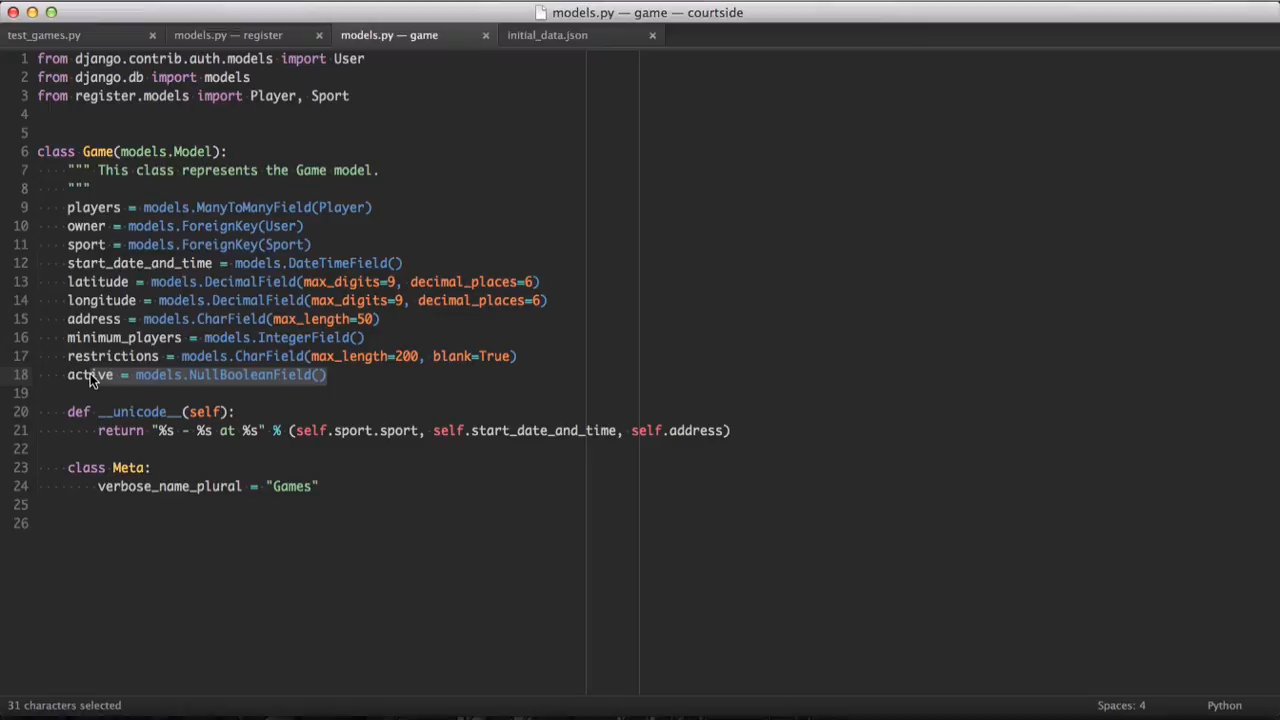 models.py — game — courtside
test_games.py × models.py — register × models.py — game × initial_data.json ×
1 from django.contrib.auth.models import User
2 from django.db import models
3 from register.models import Player, Sport
4
5
6 class Game(models.Model):
7 """ This class represents the Game model.
8 """
9 players = models.ManyToManyField(Player)
10 owner = models.ForeignKey(User)
11 sport = models.ForeignKey(Sport)
12 start_date_and_time = models.DateTimeField()
13 latitude = models.DecimalField(max_digits=9, decimal_places=6)
14 longitude = models.DecimalField(max_digits=9, decimal_places=6)
15 address = models.CharField(max_length=50)
16 minimum_players = models.IntegerField()
17 restrictions = models.CharField(max_length=200, blank=True)
18 active = models.NullBooleanField()
19
20 def __unicode__(self):
21 return "%s - %s at %s" % (self.sport.sport, self.start_date_and_time, self.address)
22
23 class Meta:
24 verbose_name_plural = "Games"
25
26
31 characters selected Spaces: 4 Python